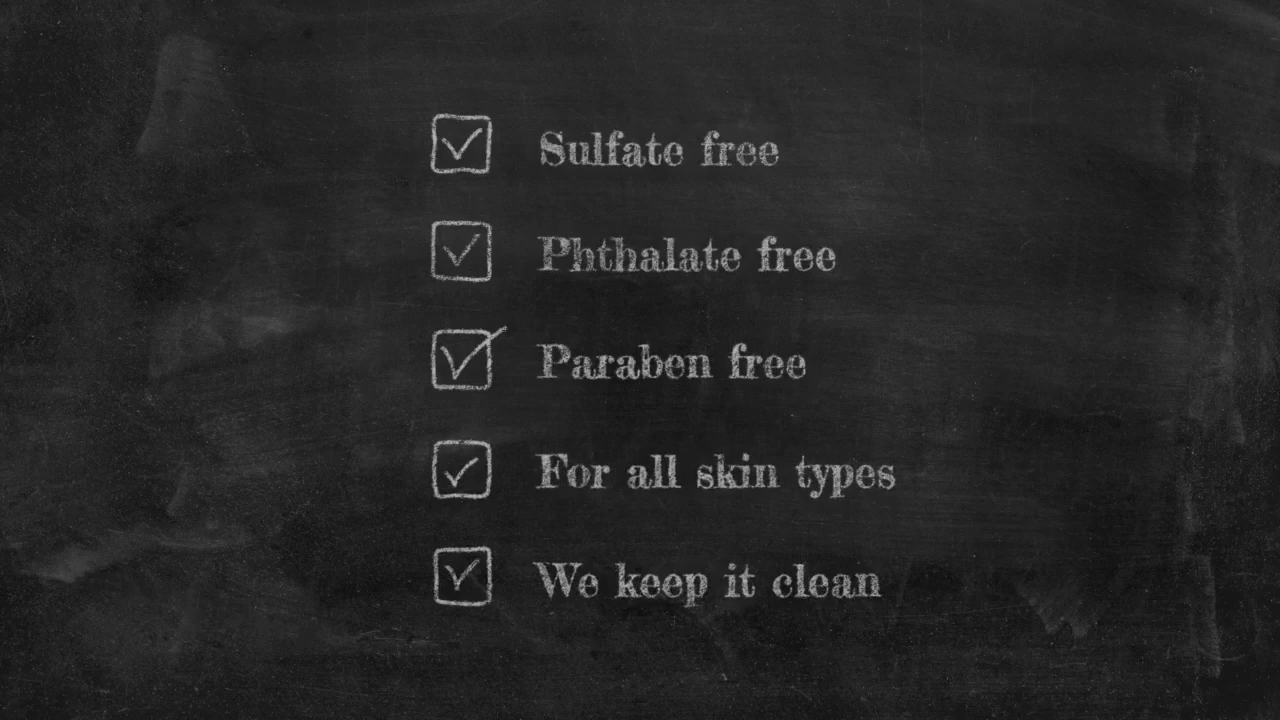 Sulfate free
Phthalate free
Paraben free
For all skin types
We keep it clean